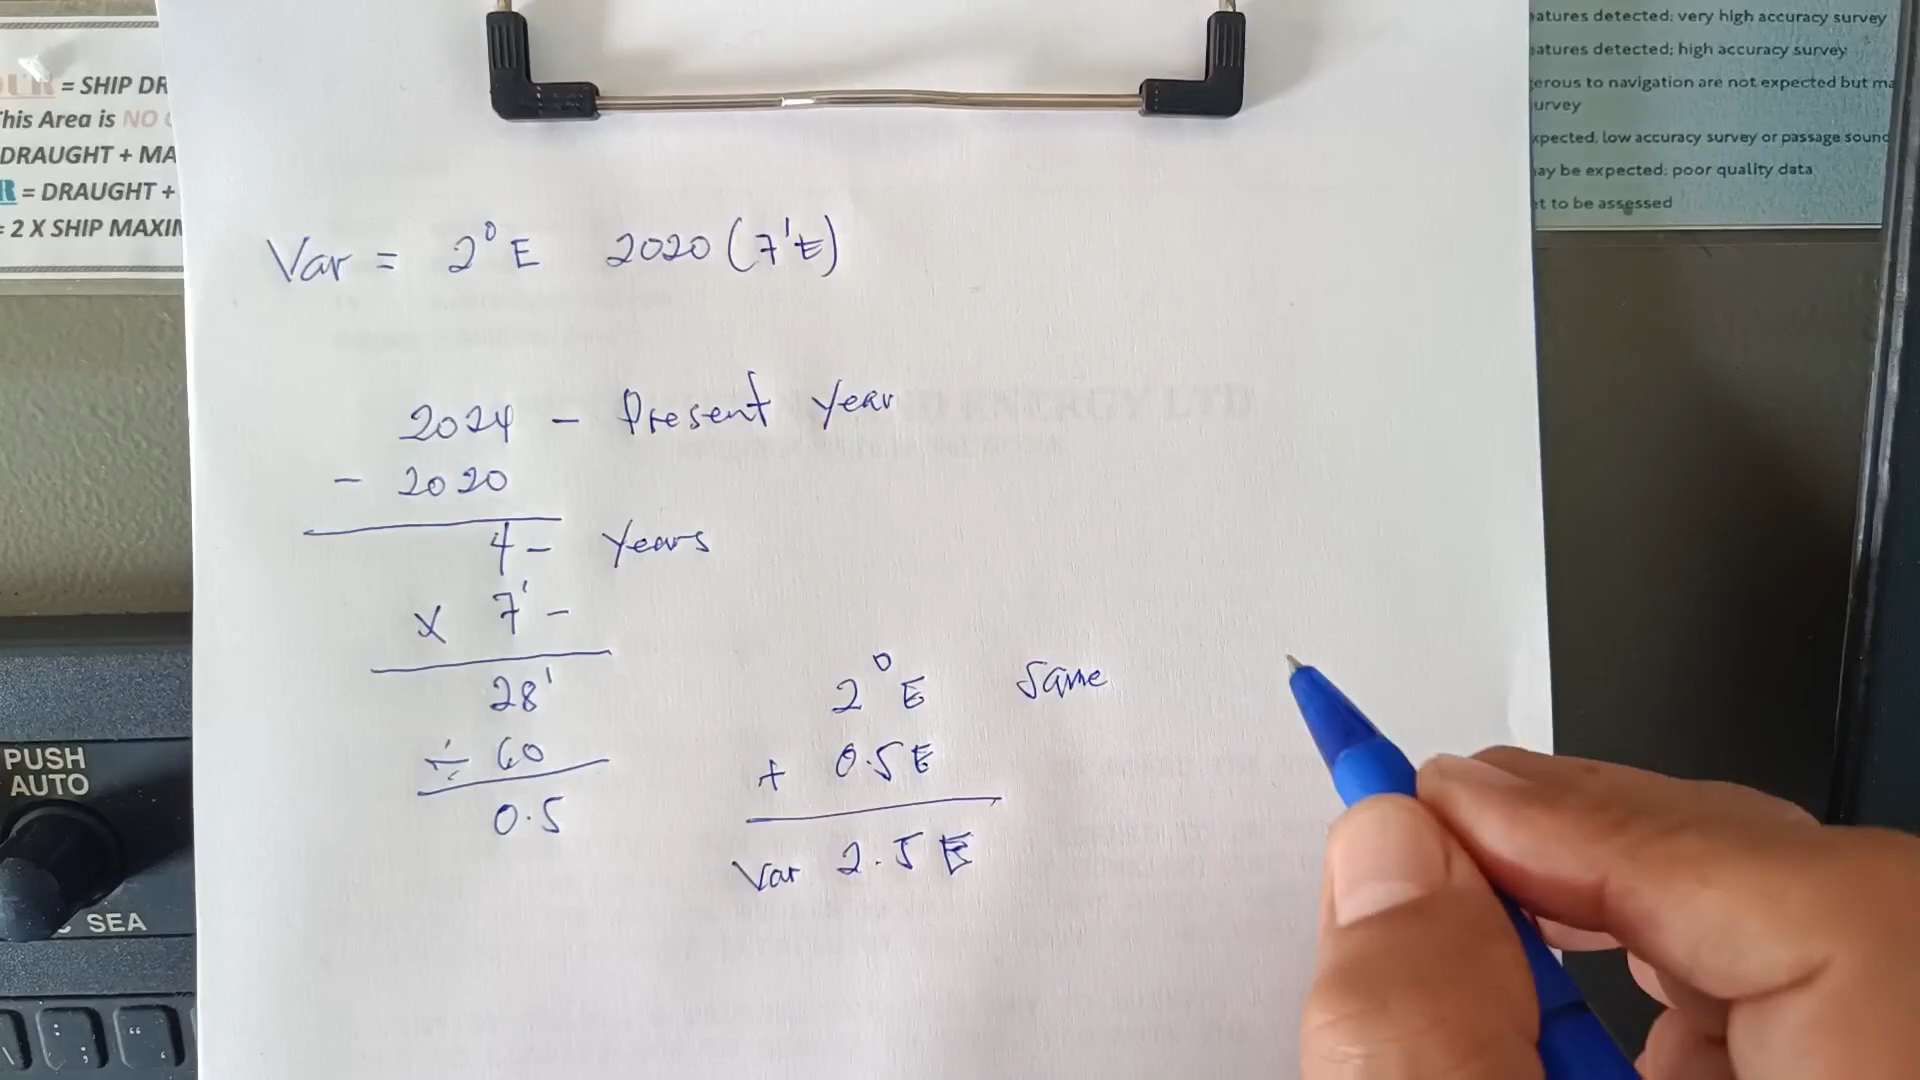 = SHIP DR
his Area is NO
DRAUGHT + MA
R = DRAUGHT +
= 2 X SHIP MAXIM
atures detected; very high accuracy survey
atures detected; high accuracy survey
erous to navigation are not expected but ma
urvey
xpected, low accuracy survey or passage sound
ay be expected; poor quality data
t to be assessed
Var = 2° E 2020 (7'E)
2024 - Present year
- 2020
4 - Years
x 7' -
28'
÷ 60
0.5
2° E Same
+ 0.5 E
Var 2.5 E
PUSH
AUTO
SEA